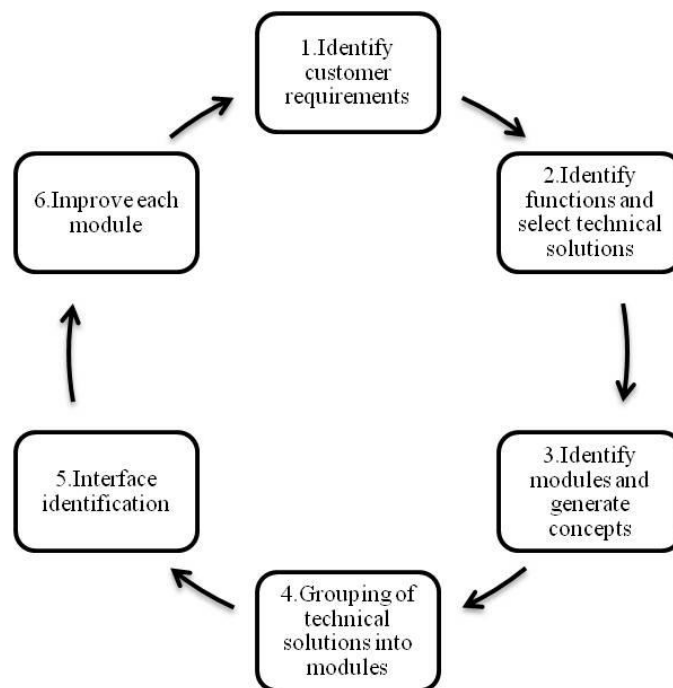 1.Identify
customer
requirements
2.Identify
functions and
select technical
solutions
3.Identify
modules and
generate
concepts
4.Grouping of
technical
solutions into
modules
5.Interface
identification
6.Improve each
module